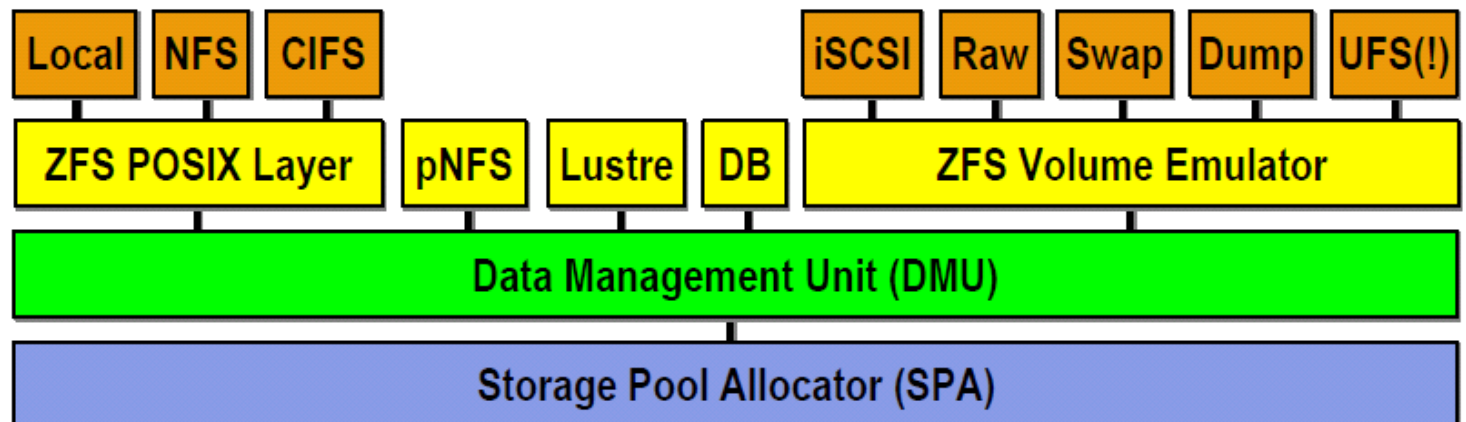 Local NFS CIFS iSCSI Raw Swap Dump UFS(!)
ZFS POSIX Layer pNFS Lustre DB ZFS Volume Emulator
Data Management Unit (DMU)
Storage Pool Allocator (SPA)